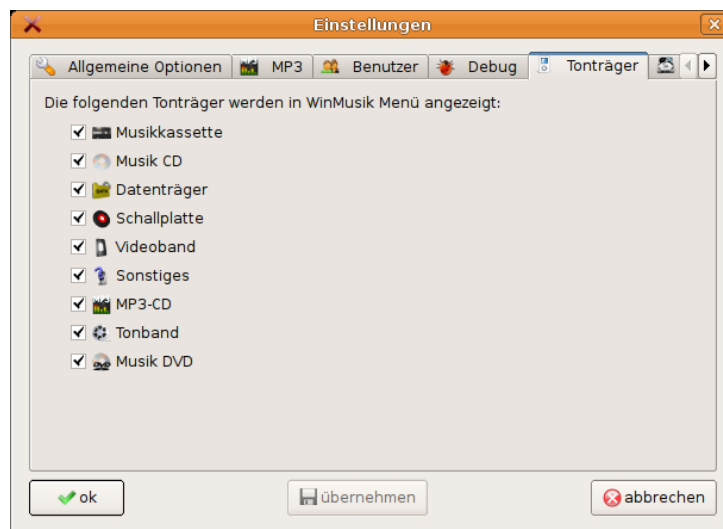 Einstellungen
Allgemeine Optionen MP3 Benutzer Debug Tonträger
Die folgenden Tonträger werden in WinMusik Menü angezeigt:
Musikkassette
Musik CD
Datenträger
Schallplatte
Videoband
Sonstiges
MP3-CD
Tonband
Musik DVD
ok übernehmen abbrechen